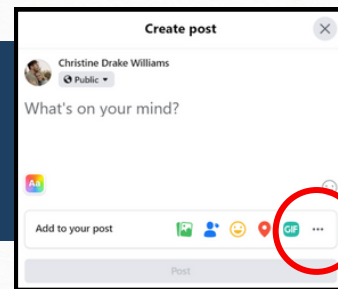 Create post
Christine Drake Williams
Public
What's on your mind?
Aa
Add to your post
GIF
Post